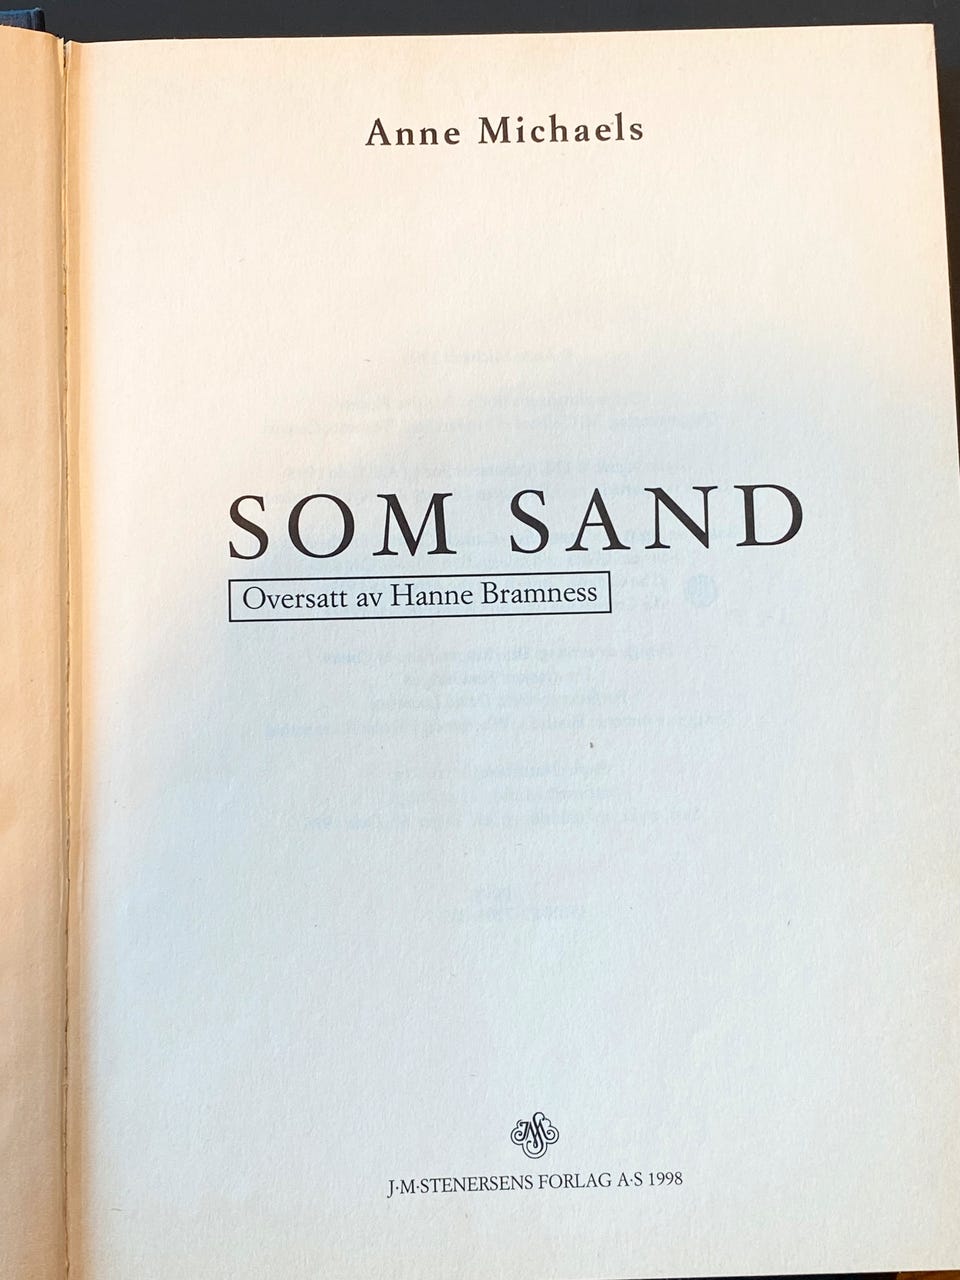 Anne Michaels
SOM SAND
Oversatt av Hanne Bramness
J·M·STENERSENS FORLAG A·S 1998